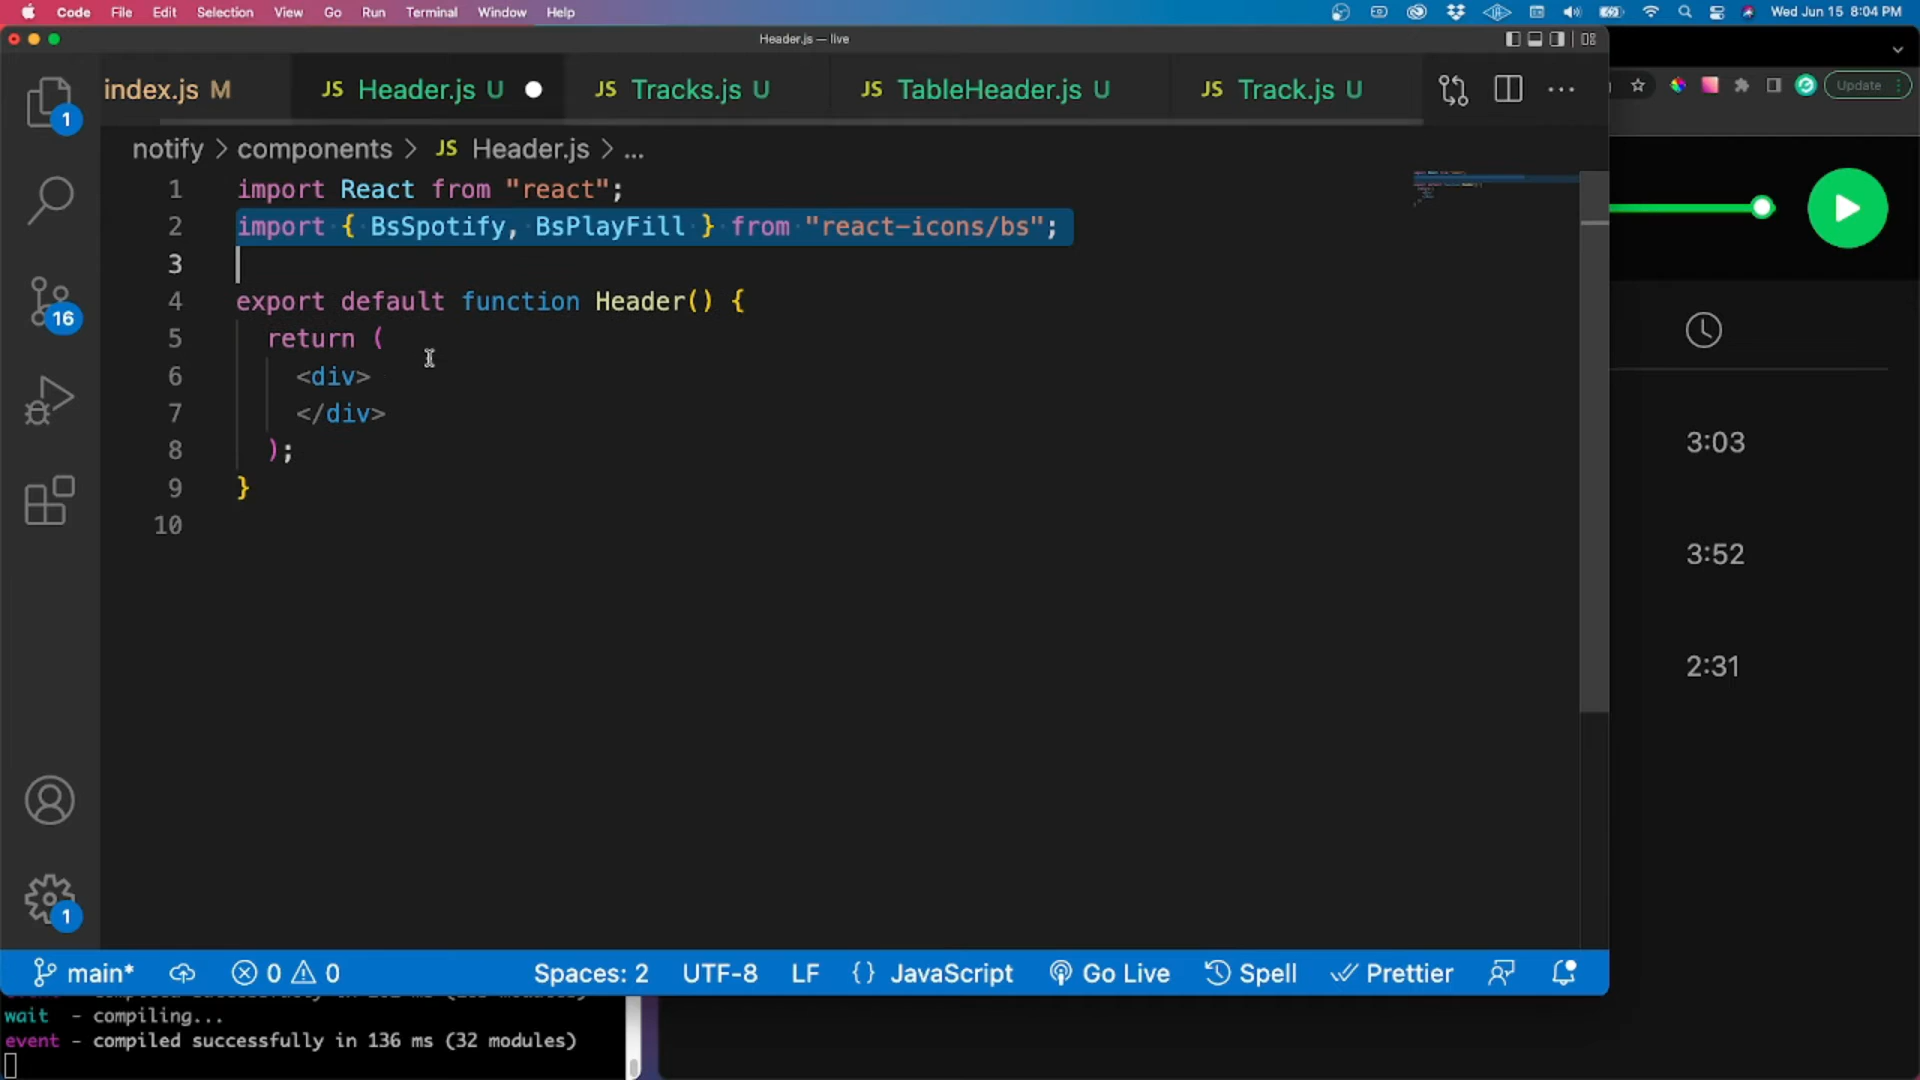 Code File Edit Selection View Go Run Terminal Window Help Wed Jun 15 8:04 PM
Header.js — live
index.js M JS Header.js U JS Tracks.js U JS TableHeader.js U JS Track.js U Update
notify > components > JS Header.js > ...
1 import React from "react";
2 import { BsSpotify, BsPlayFill } from "react-icons/bs";
3
4 export default function Header() {
5 return (
6 <div>
7 </div>
8 );
9 }
10
1
16
1
3:03
3:52
2:31
main* 0 0 Spaces: 2 UTF-8 LF {} JavaScript Go Live Spell Prettier
wait - compiling...
event - compiled successfully in 136 ms (32 modules)